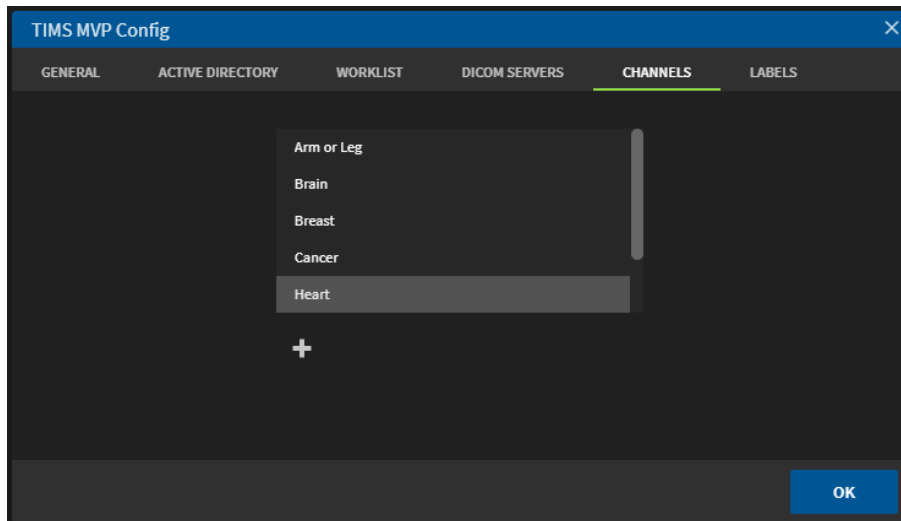 TIMS MVP Config
GENERAL ACTIVE DIRECTORY WORKLIST DICOM SERVERS CHANNELS LABELS
Arm or Leg
Brain
Breast
Cancer
Heart
OK